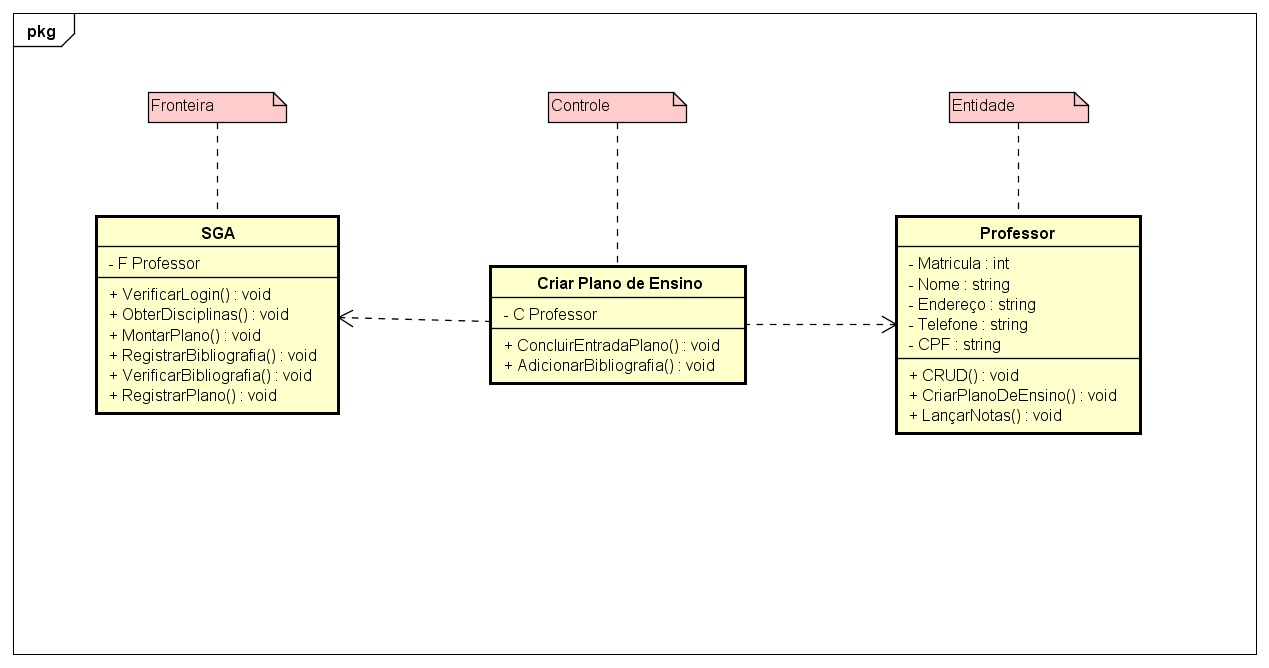 pkg
Fronteira
Controle
Entidade
SGA
- F Professor
+ VerificarLogin() : void
+ ObterDisciplinas() : void
+ MontarPlano() : void
+ RegistrarBibliografia() : void
+ VerificarBibliografia() : void
+ RegistrarPlano() : void
Criar Plano de Ensino
- C Professor
+ ConcluirEntradaPlano() : void
+ AdicionarBibliografia() : void
Professor
- Matricula : int
- Nome : string
- Endereço : string
- Telefone : string
- CPF : string
+ CRUD() : void
+ CriarPlanoDeEnsino() : void
+ LançarNotas() : void